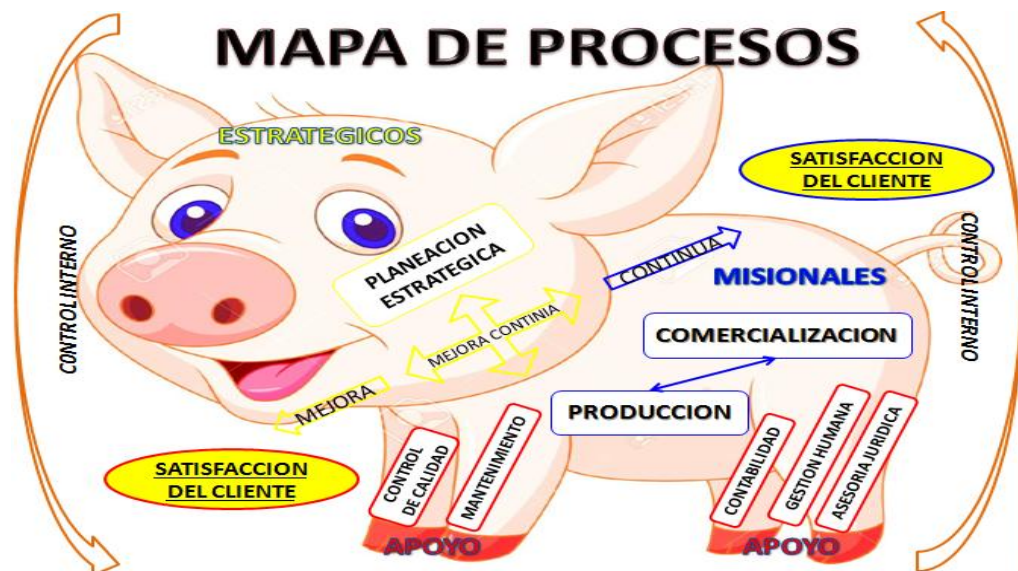 MAPA DE PROCESOS
ESTRATEGICOS
SATISFACCION
DEL CLIENTE
CONTROL INTERNO
PLANEACION
ESTRATEGICA
CONTINUA
MISIONALES
CONTROL INTERNO
MEJORA CONTINIA
COMERCIALIZACION
MEJORA
PRODUCCION
SATISFACCION
DEL CLIENTE
CONTROL
DE CALIDAD
MANTENIMIENTO
CONTABILIDAD
GESTION HUMANA
ASESORIA JURIDICA
APOYO
APOYO